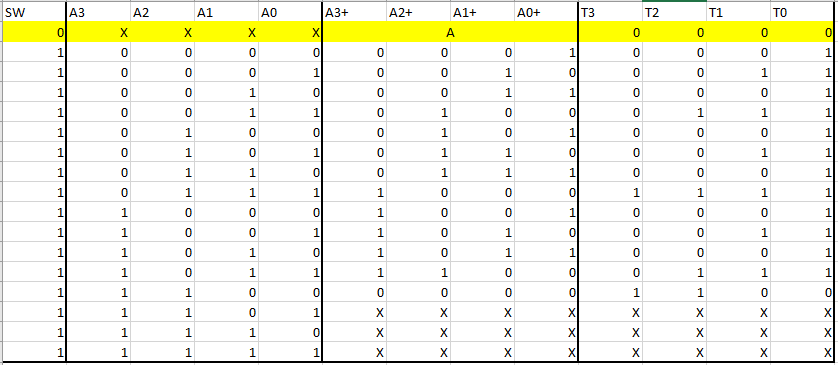 SW A3 A2 A1 A0 A3+ A2+ A1+ A0+ T3 T2 T1 T0
0 X X X X A 0 0 0 0
1 0 0 0 0 0 0 0 1 0 0 0 1
1 0 0 0 1 0 0 1 0 0 0 1 1
1 0 0 1 0 0 0 1 1 0 0 0 1
1 0 0 1 1 0 1 0 0 0 1 1 1
1 0 1 0 0 0 1 0 1 0 0 0 1
1 0 1 0 1 0 1 1 0 0 0 1 1
1 0 1 1 0 0 1 1 1 0 0 0 1
1 0 1 1 1 1 0 0 0 1 1 1 1
1 1 0 0 0 1 0 0 1 0 0 0 1
1 1 0 0 1 1 0 1 0 0 0 1 1
1 1 0 1 0 1 0 1 1 0 0 0 1
1 1 0 1 1 1 1 0 0 0 1 1 1
1 1 1 0 0 0 0 0 0 1 1 0 0
1 1 1 0 1 X X X X X X X X
1 1 1 1 0 X X X X X X X X
1 1 1 1 1 X X X X X X X X